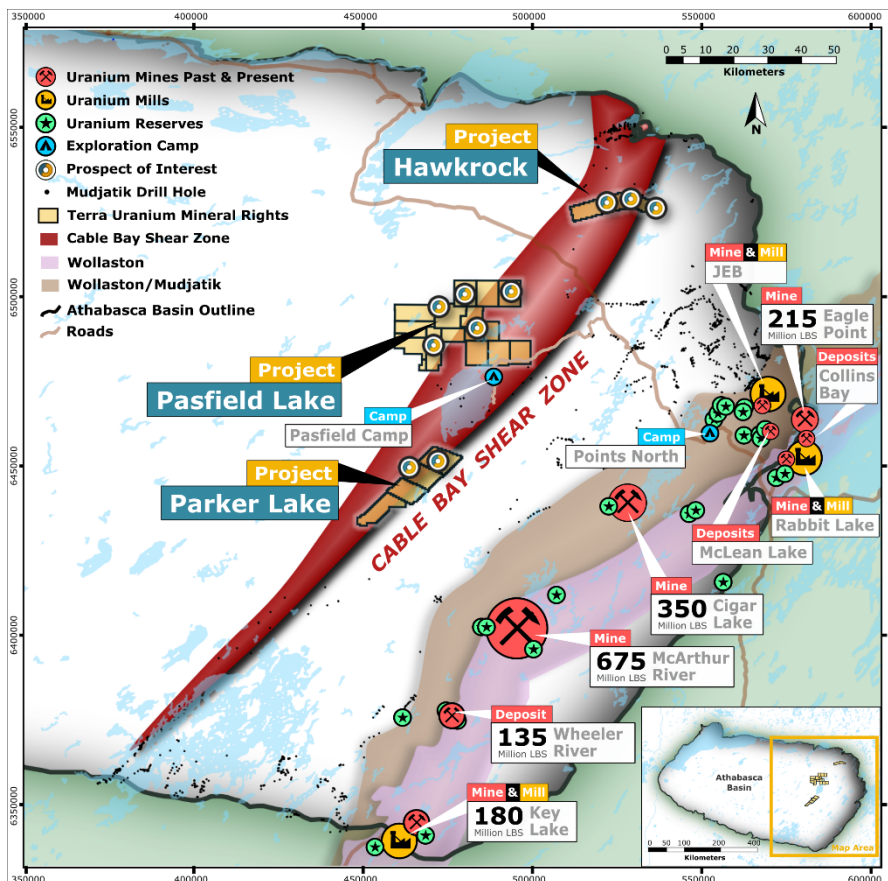 350000 400000 450000 500000 550000 600000
Uranium Mines Past & Present
Uranium Mills
Uranium Reserves
Exploration Camp
Prospect of Interest
Mudjatik Drill Hole
Terra Uranium Mineral Rights
Cable Bay Shear Zone
Wollaston
Wollaston/Mudjatik
Athabasca Basin Outline
Roads
0 5 10 20 30 40 50
Kilometers
N
6550000
6500000
6450000
6400000
6350000
Project
Hawkrock
Project
Pasfield Lake
Camp
Pasfield Camp
Project
Parker Lake
CABLE BAY SHEAR ZONE
Mine & Mill
JEB
Mine
215 Eagle
Million LBS Point
Deposits
Collins
Bay
Camp
Points North
Mine & Mill
Rabbit Lake
Deposits
McLean Lake
Mine
350 Cigar
Million LBS Lake
Mine
675 McArthur
Million LBS River
Deposit
135 Wheeler
Million LBS River
Mine & Mill
180 Key
Million LBS Lake
Athabasca
Basin
0 50 100 200 300 400
Kilometers
Map Area
350000 400000 450000 500000 550000 600000